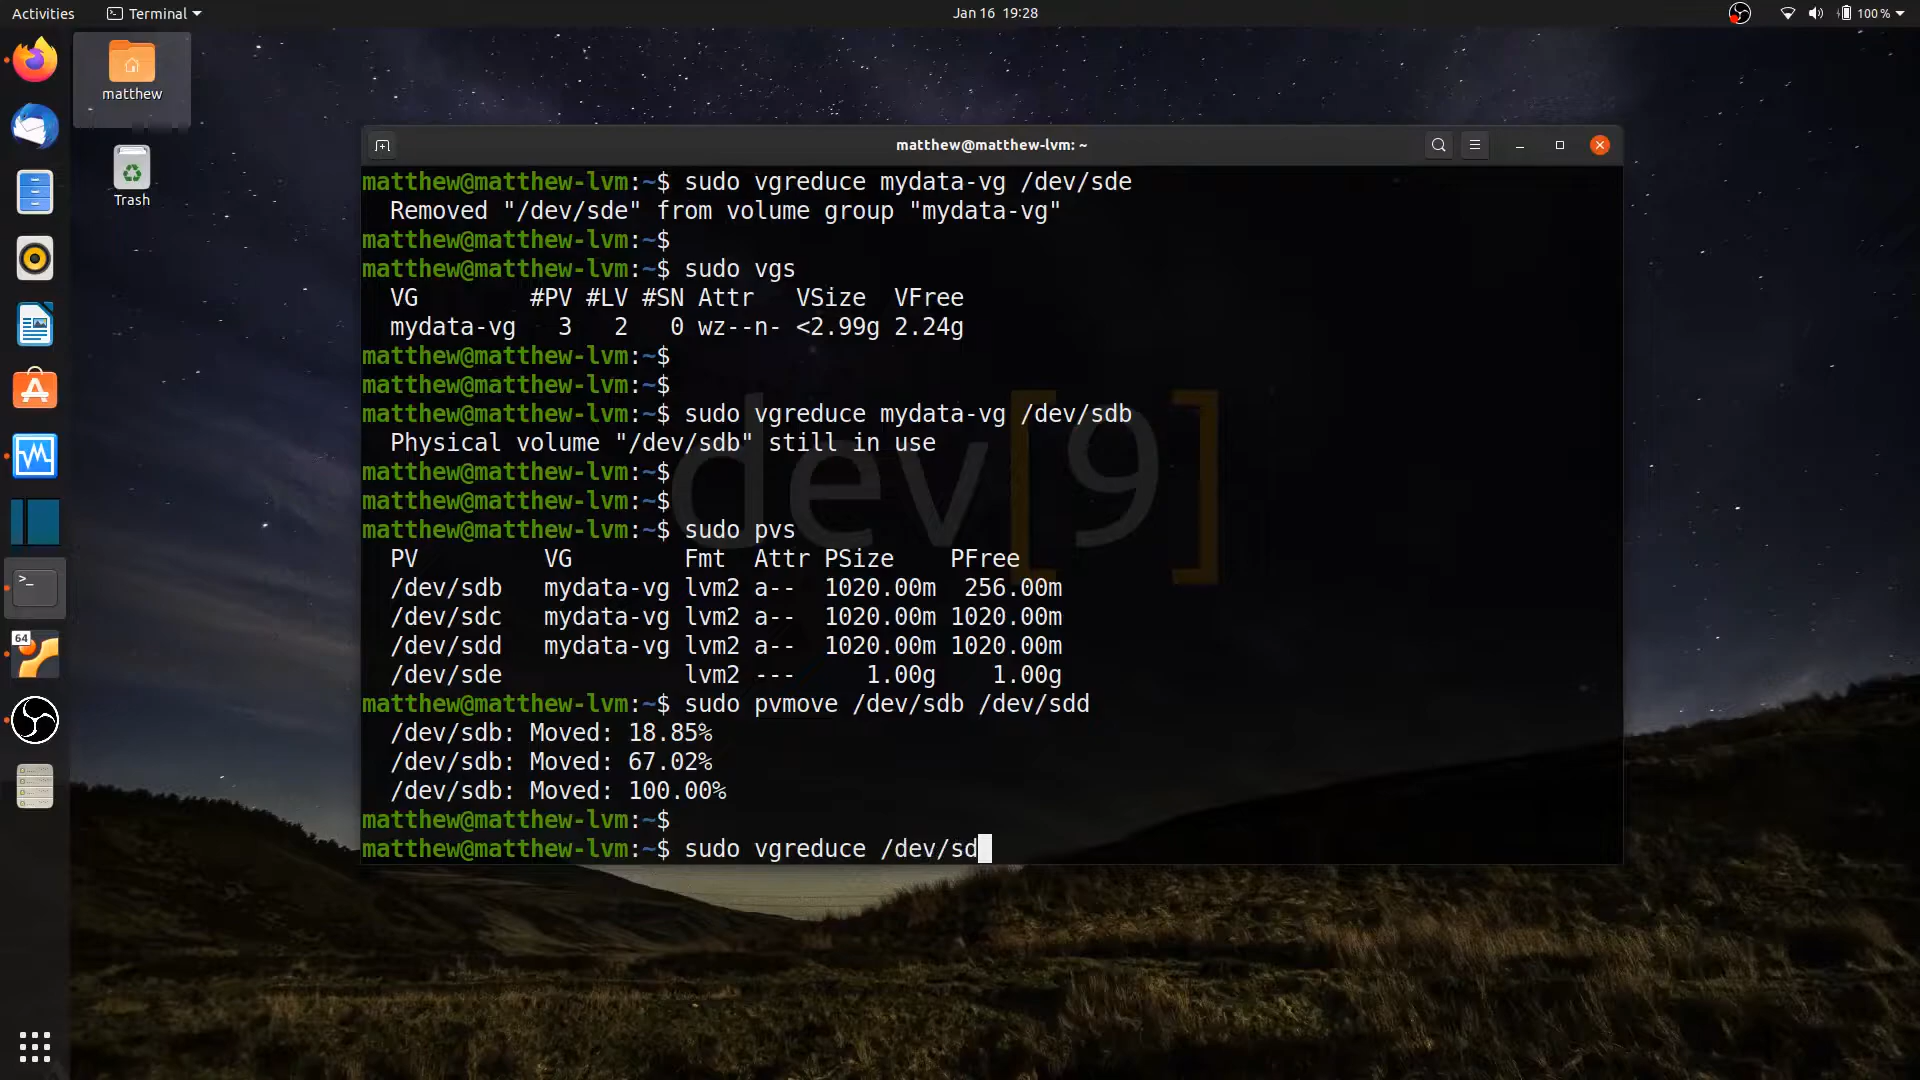 Activities
Terminal
Jan 16 19:28
100 %
matthew
Trash
64
matthew@matthew-lvm: ~
matthew@matthew-lvm:~$ sudo vgreduce mydata-vg /dev/sde
  Removed "/dev/sde" from volume group "mydata-vg"
matthew@matthew-lvm:~$
matthew@matthew-lvm:~$ sudo vgs
  VG        #PV #LV #SN Attr   VSize  VFree
  mydata-vg   3   2   0 wz--n- <2.99g 2.24g
matthew@matthew-lvm:~$
matthew@matthew-lvm:~$
matthew@matthew-lvm:~$ sudo vgreduce mydata-vg /dev/sdb
  Physical volume "/dev/sdb" still in use
matthew@matthew-lvm:~$
matthew@matthew-lvm:~$
matthew@matthew-lvm:~$ sudo pvs
  PV         VG        Fmt  Attr PSize    PFree
  /dev/sdb   mydata-vg lvm2 a--  1020.00m  256.00m
  /dev/sdc   mydata-vg lvm2 a--  1020.00m 1020.00m
  /dev/sdd   mydata-vg lvm2 a--  1020.00m 1020.00m
  /dev/sde             lvm2 ---     1.00g    1.00g
matthew@matthew-lvm:~$ sudo pvmove /dev/sdb /dev/sdd
  /dev/sdb: Moved: 18.85%
  /dev/sdb: Moved: 67.02%
  /dev/sdb: Moved: 100.00%
matthew@matthew-lvm:~$
matthew@matthew-lvm:~$ sudo vgreduce /dev/sd
dev[9]